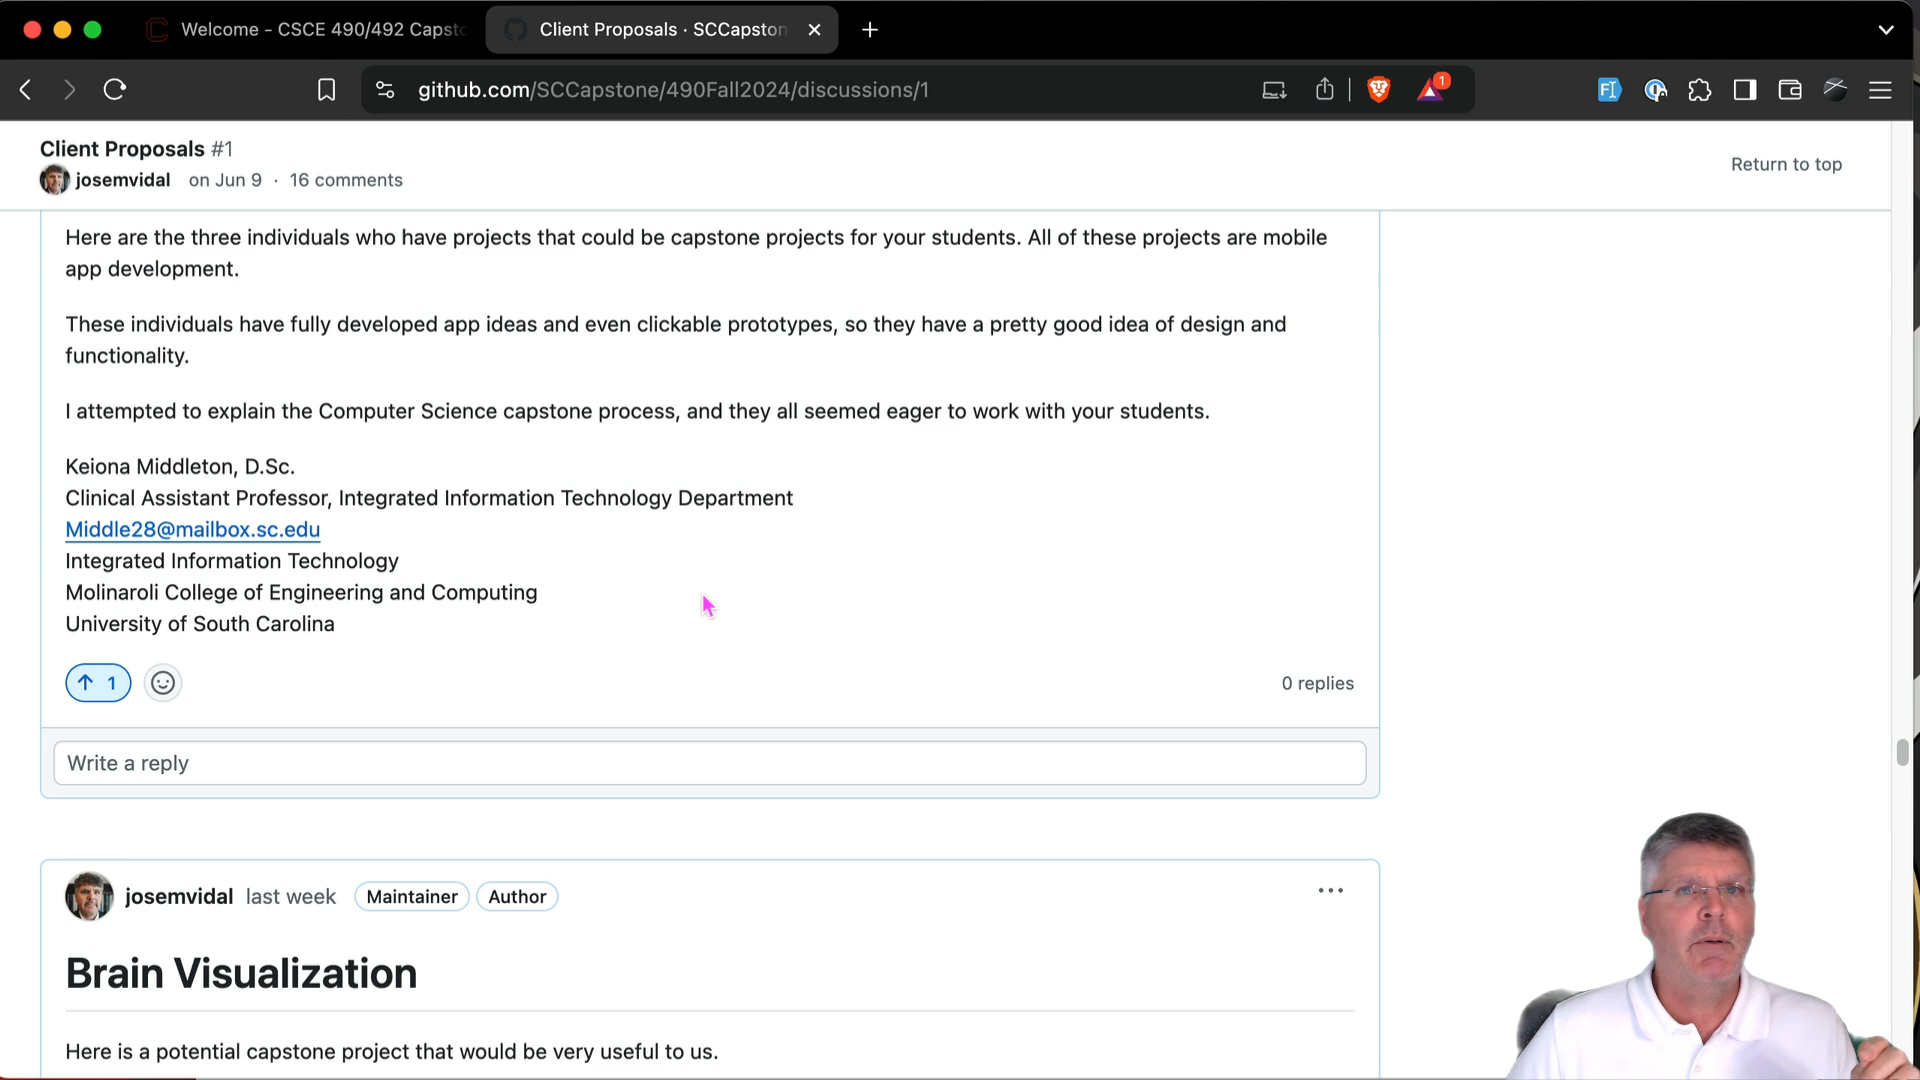 Welcome - CSCE 490/492 Capsto
Client Proposals · SCCapston
github.com/SCCapstone/490Fall2024/discussions/1
1
Client Proposals #1
josemvidal on Jun 9 · 16 comments
Return to top
Here are the three individuals who have projects that could be capstone projects for your students. All of these projects are mobile
app development.
These individuals have fully developed app ideas and even clickable prototypes, so they have a pretty good idea of design and
functionality.
I attempted to explain the Computer Science capstone process, and they all seemed eager to work with your students.
Keiona Middleton, D.Sc.
Clinical Assistant Professor, Integrated Information Technology Department
Middle28@mailbox.sc.edu
Integrated Information Technology
Molinaroli College of Engineering and Computing
University of South Carolina
↑ 1
0 replies
Write a reply
josemvidal last week Maintainer Author
Brain Visualization
Here is a potential capstone project that would be very useful to us.